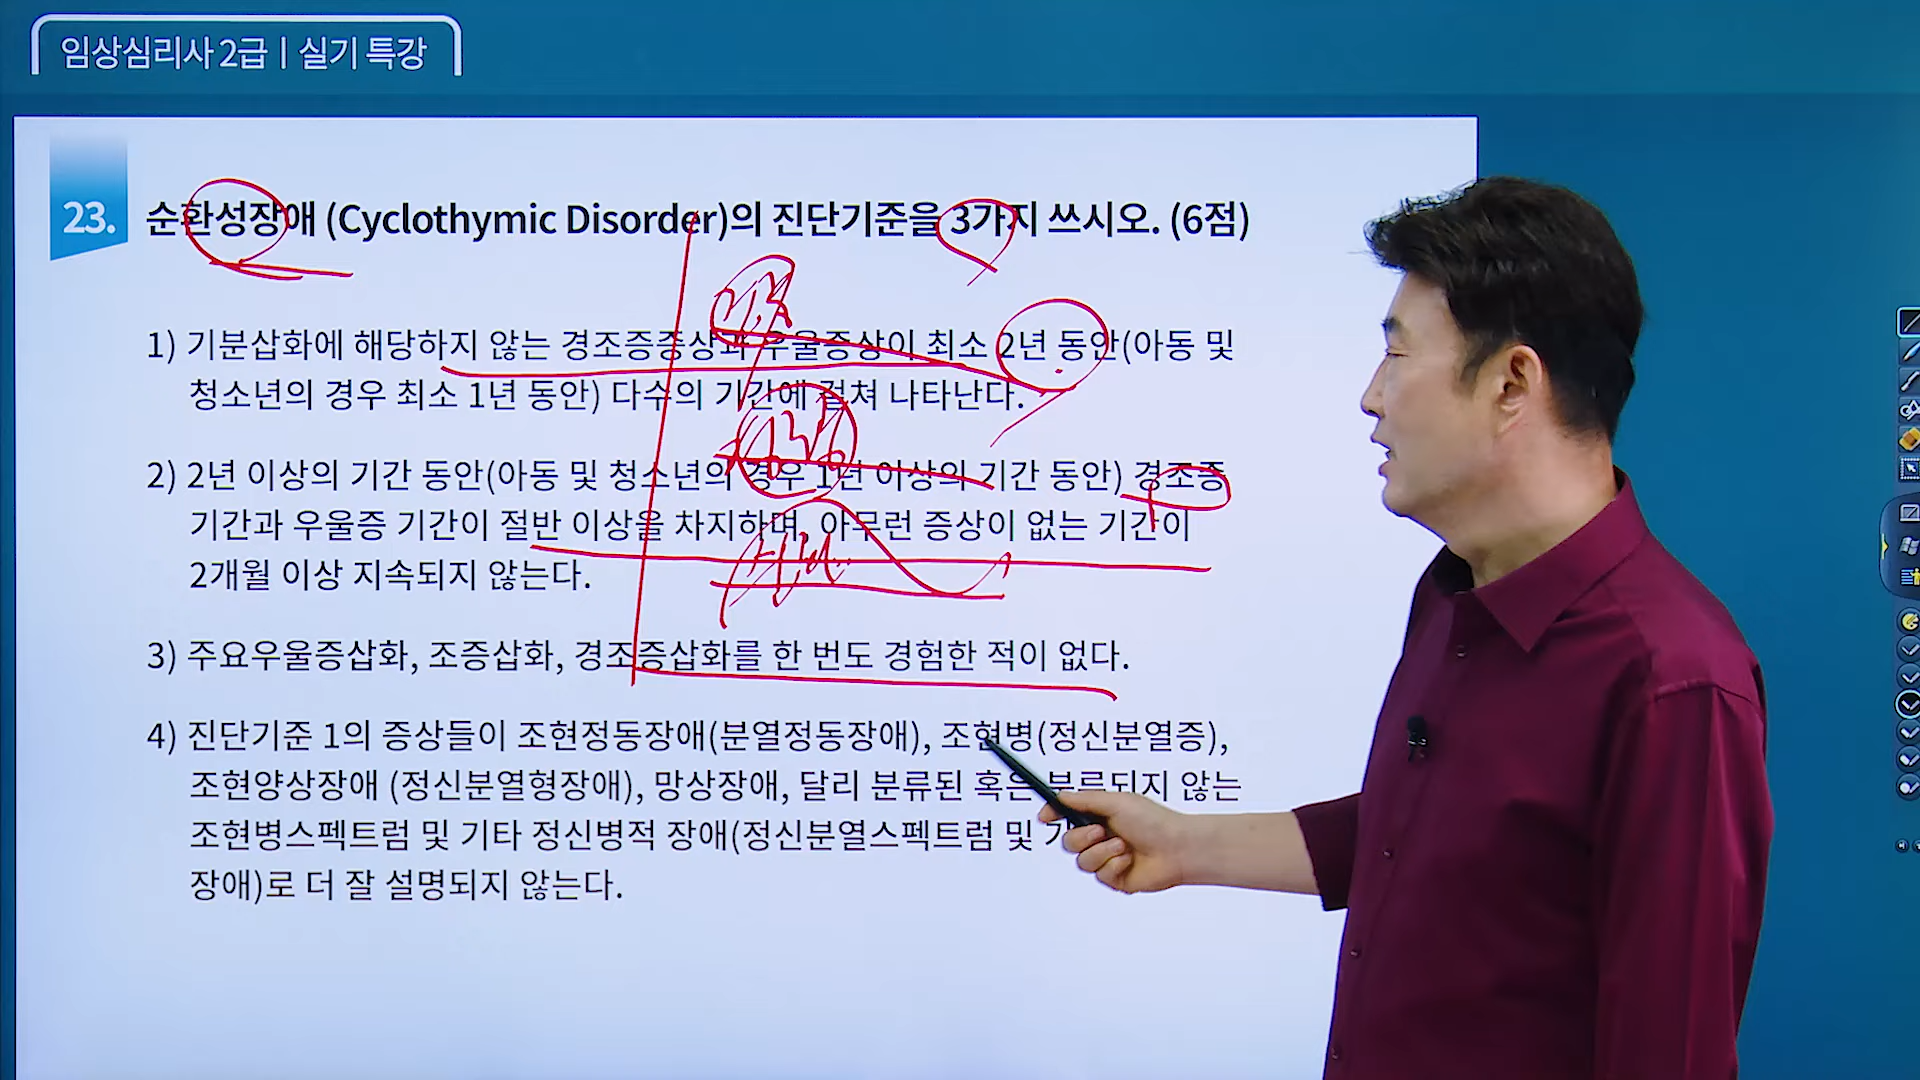 임상심리사 2급 | 실기 특강
23. 순환성장애 (Cyclothymic Disorder)의 진단기준을 3가지 쓰시오. (6점)
1) 기분삽화에 해당하지 않는 경조증증상과 우울증상이 최소 2년 동안(아동 및
청소년의 경우 최소 1년 동안) 다수의 기간에 걸쳐 나타난다.
2) 2년 이상의 기간 동안(아동 및 청소년의 경우 1년 이상의 기간 동안) 경조증
기간과 우울증 기간이 절반 이상을 차지하며, 아무런 증상이 없는 기간이
2개월 이상 지속되지 않는다.
3) 주요우울증삽화, 조증삽화, 경조증삽화를 한 번도 경험한 적이 없다.
4) 진단기준 1의 증상들이 조현정동장애(분열정동장애), 조현병(정신분열증),
조현양상장애 (정신분열형장애), 망상장애, 달리 분류된 혹은 분류되지 않는
조현병스펙트럼 및 기타 정신병적 장애(정신분열스펙트럼 및
장애)로 더 잘 설명되지 않는다.